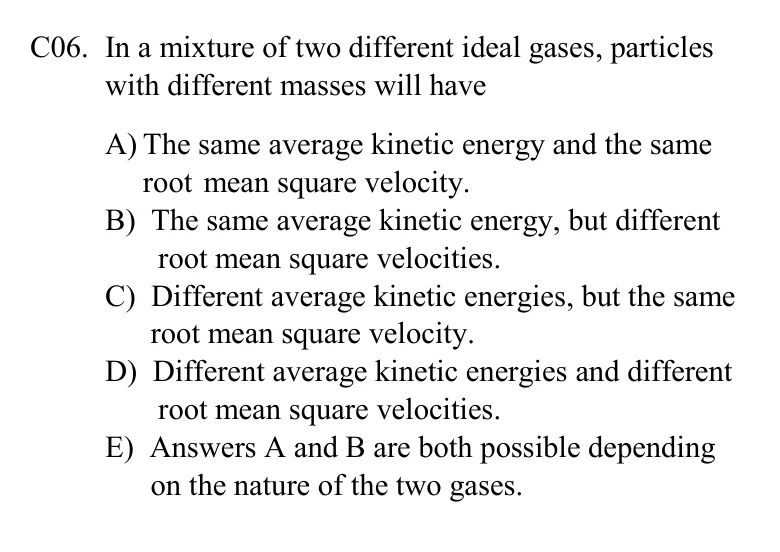 C06. In a mixture of two different ideal gases, particles
with different masses will have
A) The same average kinetic energy and the same
root mean square velocity.
B) The same average kinetic energy, but different
root mean square velocities.
C) Different average kinetic energies, but the same
root mean square velocity.
D) Different average kinetic energies and different
root mean square velocities.
E) Answers A and B are both possible depending
on the nature of the two gases.